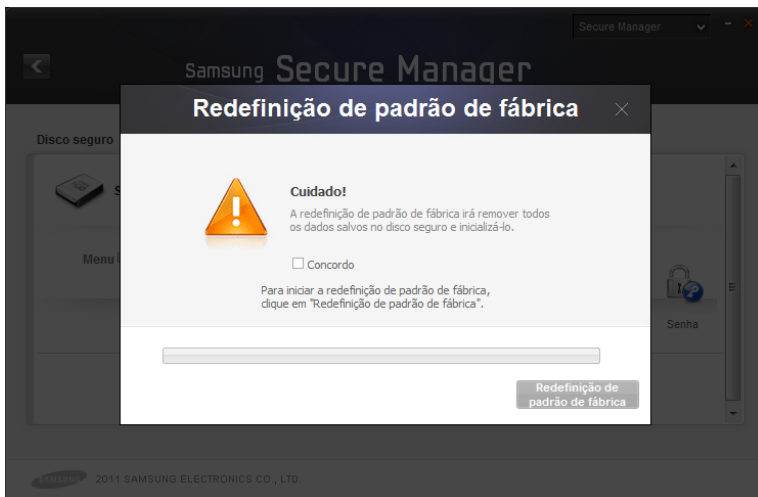 Secure Manager
Samsung Secure Manager
Redefinição de padrão de fábrica
Disco seguro
S
Cuidado!
A redefinição de padrão de fábrica irá remover todos
os dados salvos no disco seguro e inicializá-lo.
Menu
Concordo
Para iniciar a redefinição de padrão de fábrica,
clique em "Redefinição de padrão de fábrica".
Senha
Redefinição de
padrão de fábrica
SAMSUNG 2011 SAMSUNG ELECTRONICS CO., LTD.